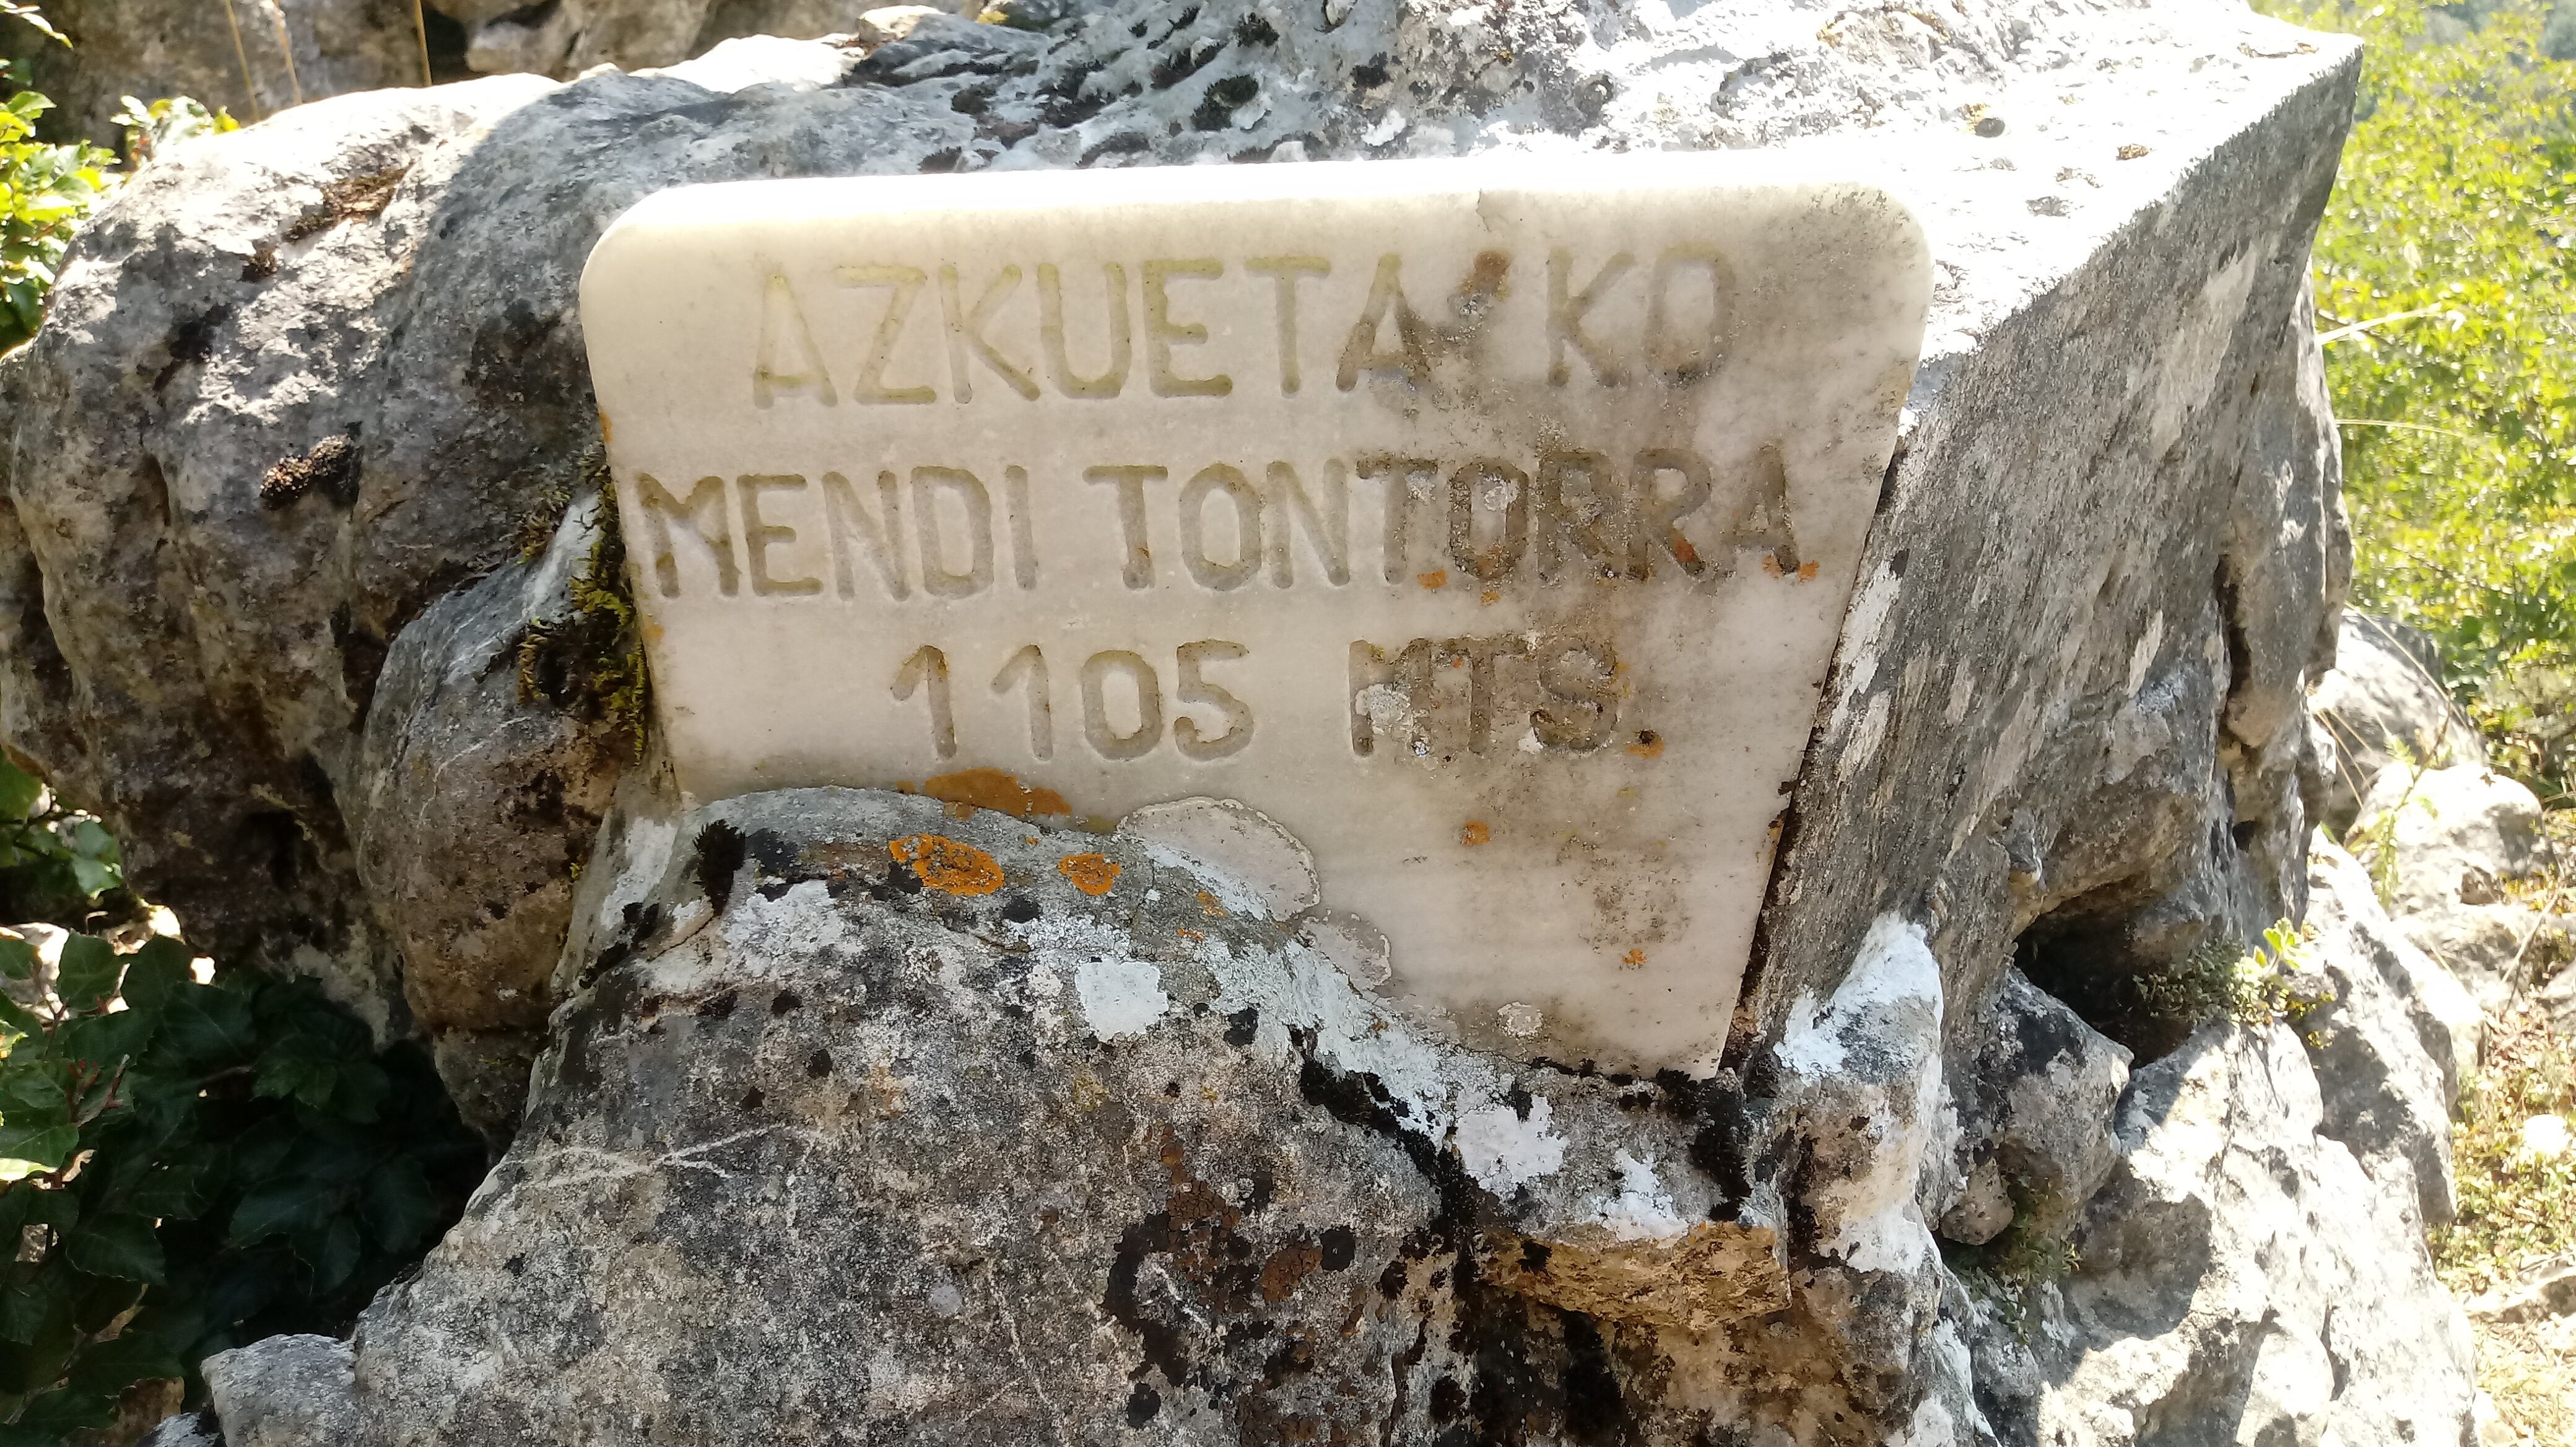 AZKUETA'KO
MENDI TONTORRA
1105 MTS.